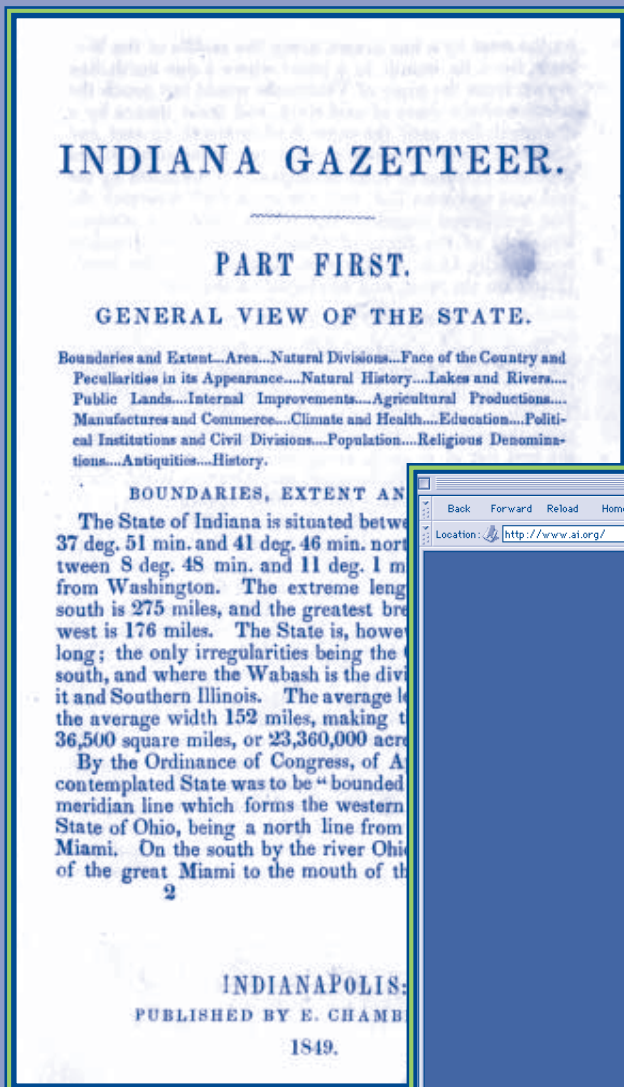 INDIANA GAZETTEER.
PART FIRST.
GENERAL VIEW OF THE STATE.
Boundaries and Extent...Area...Natural Divisions...Face of the Country and
Peculiarities in its Appearance....Natural History....Lakes and Rivers....
Public Lands....Internal Improvements....Agricultural Productions....
Manufactures and Commerce....Climate and Health....Education....Politi-
cal Institutions and Civil Divisions....Population....Religious Denomina-
tions....Antiquities....History.
BOUNDARIES, EXTENT AN
The State of Indiana is situated betwe
37 deg. 51 min. and 41 deg. 46 min. nort
tween 8 deg. 48 min. and 11 deg. 1 m
from Washington. The extreme leng
south is 275 miles, and the greatest bre
west is 176 miles. The State is, howev
long; the only irregularities being the
south, and where the Wabash is the divi
it and Southern Illinois. The average le
the average width 152 miles, making t
36,500 square miles, or 23,360,000 acre
By the Ordinance of Congress, of A
contemplated State was to be "bounded
meridian line which forms the western
State of Ohio, being a north line from
Miami. On the south by the river Ohi
of the great Miami to the mouth of th
2
INDIANAPOLIS:
PUBLISHED BY E. CHAMB
1849.
Back Forward Reload Home
Location: http://www.ai.org/